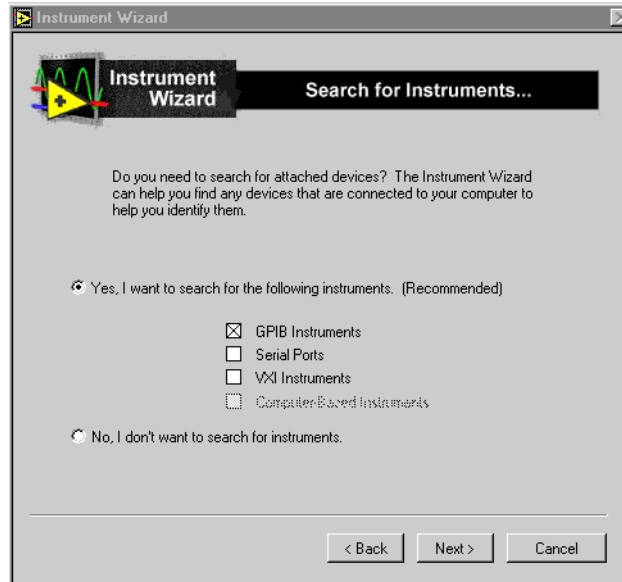 Instrument Wizard
Instrument
Wizard
Search for Instruments...
Do you need to search for attached devices? The Instrument Wizard
can help you find any devices that are connected to your computer to
help you identify them.
Yes, I want to search for the following instruments. (Recommended)
GPIB Instruments
Serial Ports
VXI Instruments
Computer-Based Instruments
No, I don't want to search for instruments.
< Back
Next >
Cancel